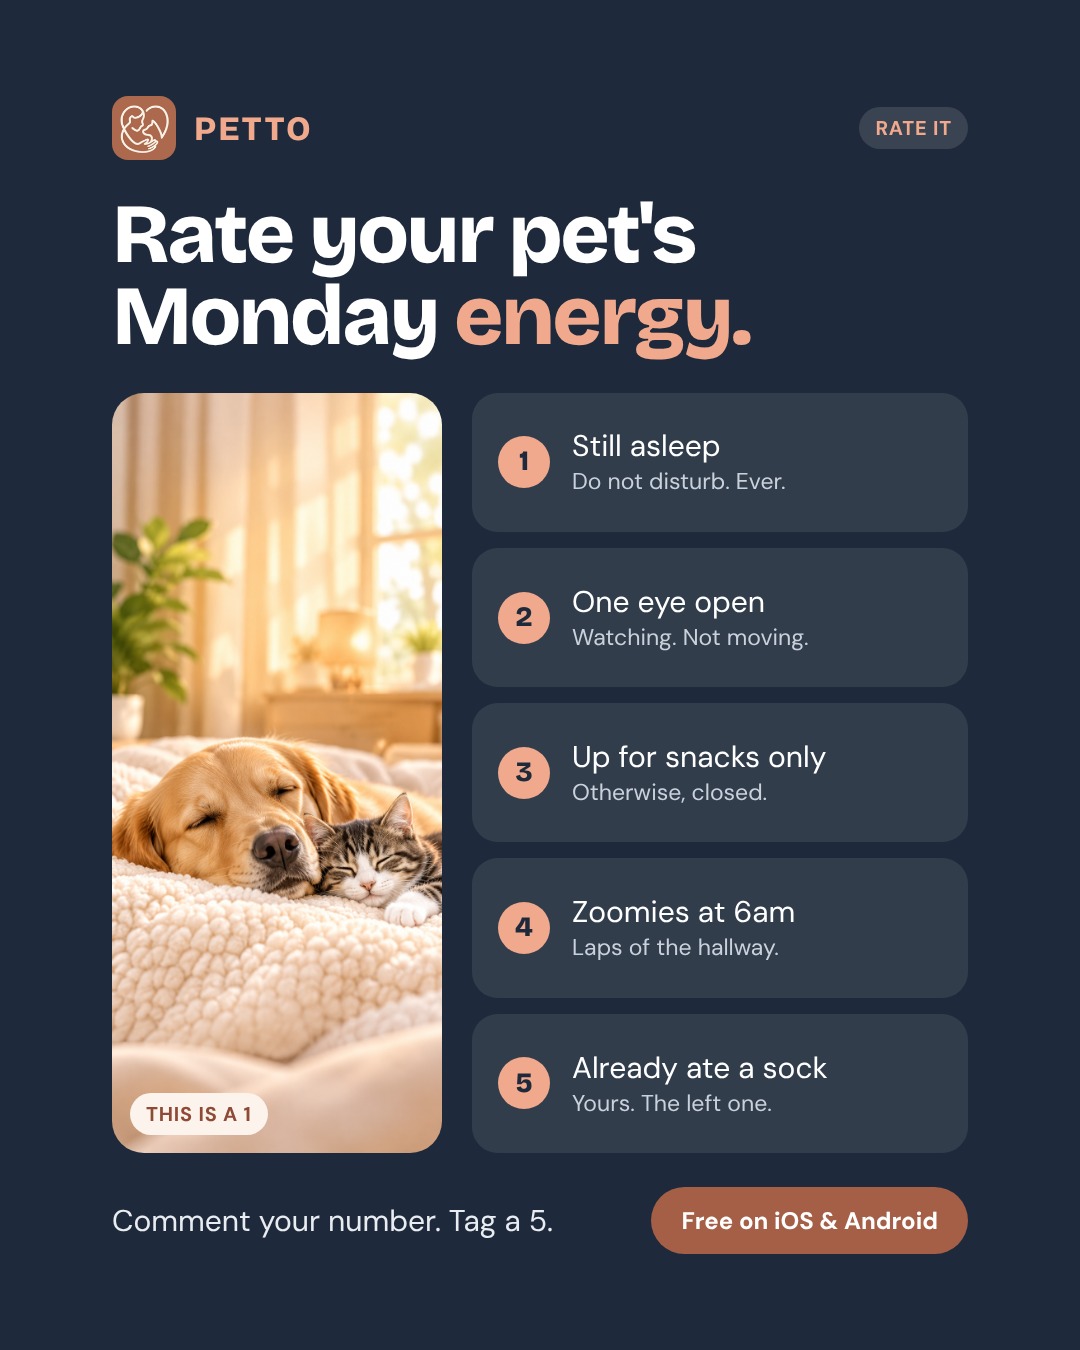 PETTO
RATE IT
Rate your pet's
Monday energy.
1
Still asleep
Do not disturb. Ever.
2
One eye open
Watching. Not moving.
3
Up for snacks only
Otherwise, closed.
4
Zoomies at 6am
Laps of the hallway.
5
Already ate a sock
Yours. The left one.
THIS IS A 1
Comment your number. Tag a 5.
Free on iOS & Android